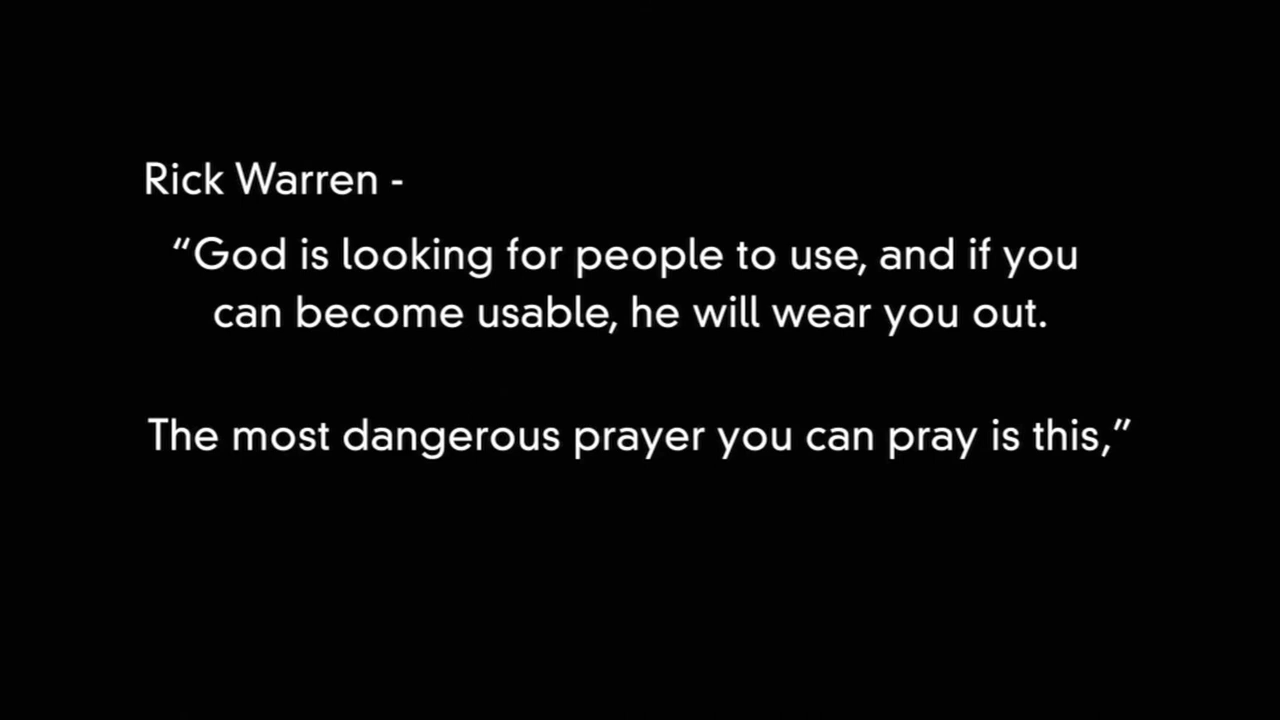 Rick Warren -
“God is looking for people to use, and if you
can become usable, he will wear you out.
The most dangerous prayer you can pray is this,”